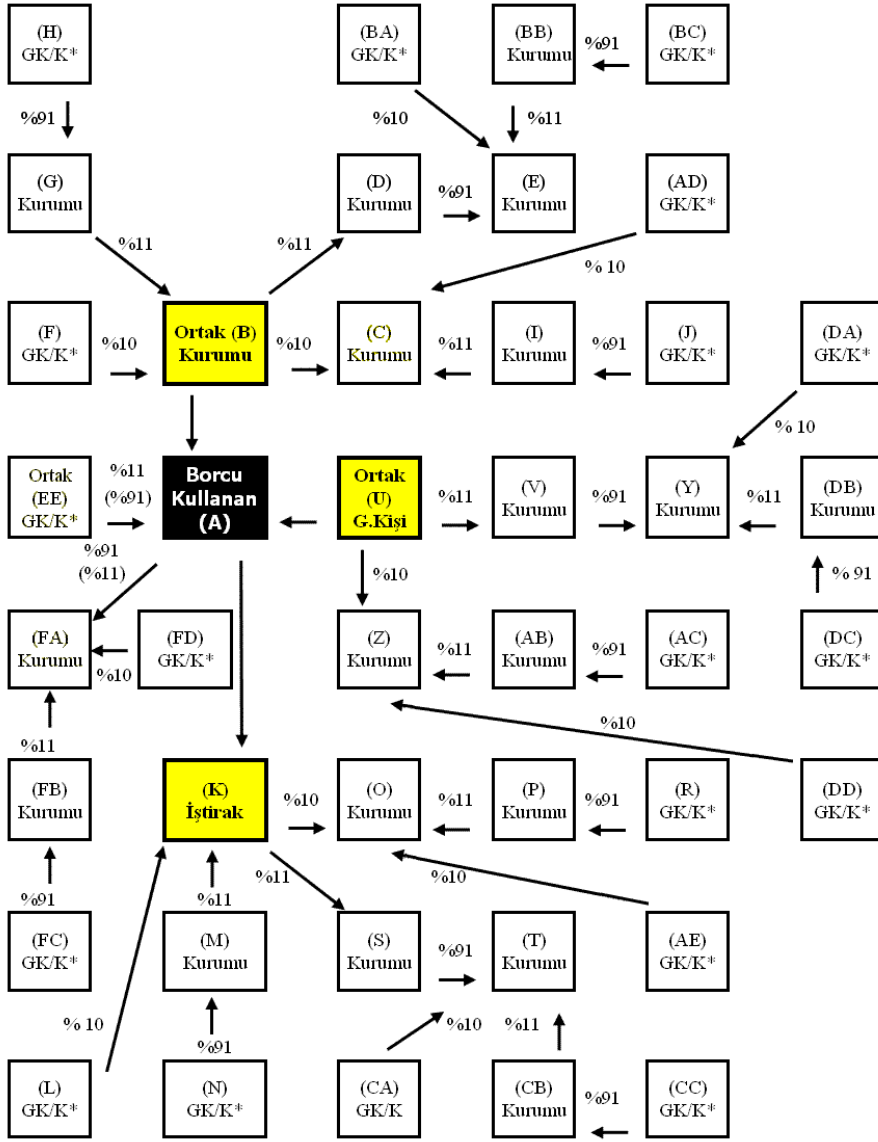 (H)
GK/K*
(BA)
GK/K*
(BB)
Kurumu
%91
(BC)
GK/K*
%91
%10
%11
(G)
Kurumu
(D)
Kurumu
%91
(E)
Kurumu
(AD)
GK/K*
%11
%11
% 10
(F)
GK/K*
%10
Ortak (B)
Kurumu
%10
(C)
Kurumu
%11
(I)
Kurumu
%91
(J)
GK/K*
(DA)
GK/K*
% 10
Ortak
(EE)
GK/K*
%11
(%91)
Borcu
Kullanan
(A)
Ortak
(U)
G.Kişi
%11
(V)
Kurumu
%91
(Y)
Kurumu
%11
(DB)
Kurumu
%91
(%11)
%10
% 91
(FA)
Kurumu
%10
(FD)
GK/K*
(Z)
Kurumu
%11
(AB)
Kurumu
%91
(AC)
GK/K*
(DC)
GK/K*
%11
%10
(FB)
Kurumu
(K)
İştirak
%10
(O)
Kurumu
%11
(P)
Kurumu
%91
(R)
GK/K*
(DD)
GK/K*
%91
%11
%11
%10
(FC)
GK/K*
(M)
Kurumu
(S)
Kurumu
%91
(T)
Kurumu
(AE)
GK/K*
% 10
%91
%10
%11
(L)
GK/K*
(N)
GK/K*
(CA)
GK/K
(CB)
Kurumu
%91
(CC)
GK/K*